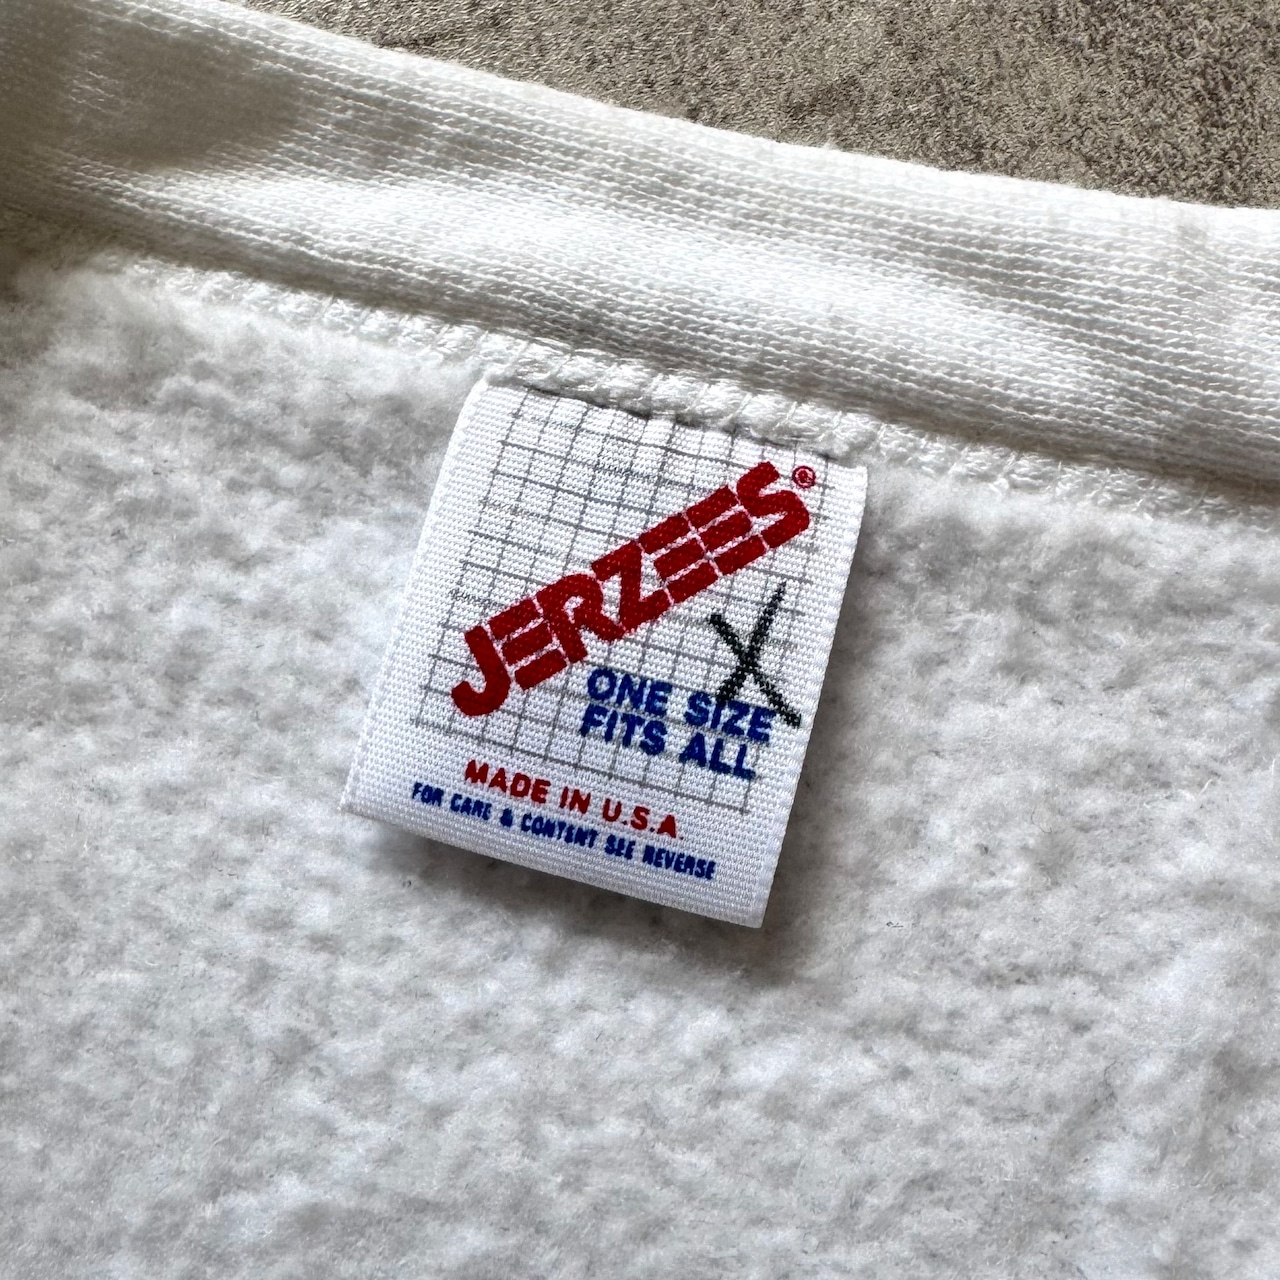 JERZEES®
X
ONE SIZE
FITS ALL
MADE IN U.S.A
FOR CARE & CONTENT SEE REVERSE